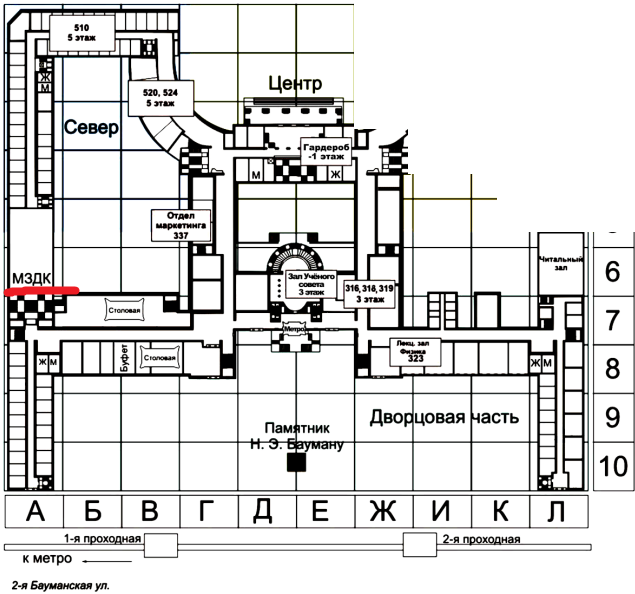 510
5 этаж
520, 524
5 этаж
Центр
Ж
М
Север
Гардероб
-1 этаж
М
Ж
Отдел
маркетинга
337
Читальный
зал
6
МЗДК
Зал Учёного
совета
3 этаж
316, 318, 319
3 этаж
Столовая
7
Метро
Буфет
Столовая
Лекц. зал
Физика
323
Ж М
Ж М
8
Дворцовая часть
9
Памятник
Н. Э. Бауману
10
А Б В Г Д Е Ж И К Л
1-я проходная
2-я проходная
к метро
2-я Бауманская ул.